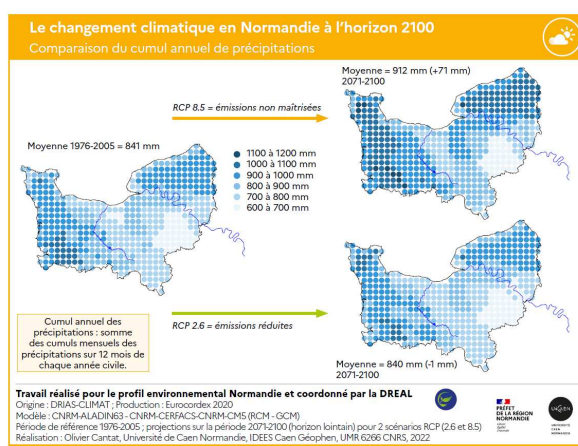 Le changement climatique en Normandie à l'horizon 2100
Comparaison du cumul annuel de précipitations
Moyenne = 912 mm (+71 mm)
2071-2100
RCP 8.5 = émissions non maîtrisées
Moyenne 1976-2005 = 841 mm
1100 à 1200 mm
1000 à 1100 mm
900 à 1000 mm
800 à 900 mm
700 à 800 mm
600 à 700 mm
Cumul annuel des
précipitations : somme
des cumuls mensuels des
précipitations sur 12 mois de
chaque année civile.
RCP 2.6 = émissions réduites
Moyenne = 840 mm (-1 mm)
2071-2100
Travail réalisé pour le profil environnemental Normandie et coordonné par la DREAL
Origine : DRIAS-CLIMAT ; Production : Eurocordex 2020
Modèle : CNRM-ALADIN63 - CNRM-CERFACS-CNRM-CM5 (RCM - GCM)
Période de référence 1976-2005 ; projections sur la période 2071-2100 (horizon lointain) pour 2 scénarios RCP (2.6 et 8.5)
Réalisation : Olivier Cantat, Université de Caen Normandie, IDEES Caen Géophen, UMR 6266 CNRS, 2022
PRÉFET
DE LA RÉGION
NORMANDIE
UNICAEN
UNIVERSITÉ
CAEN
NORMANDIE